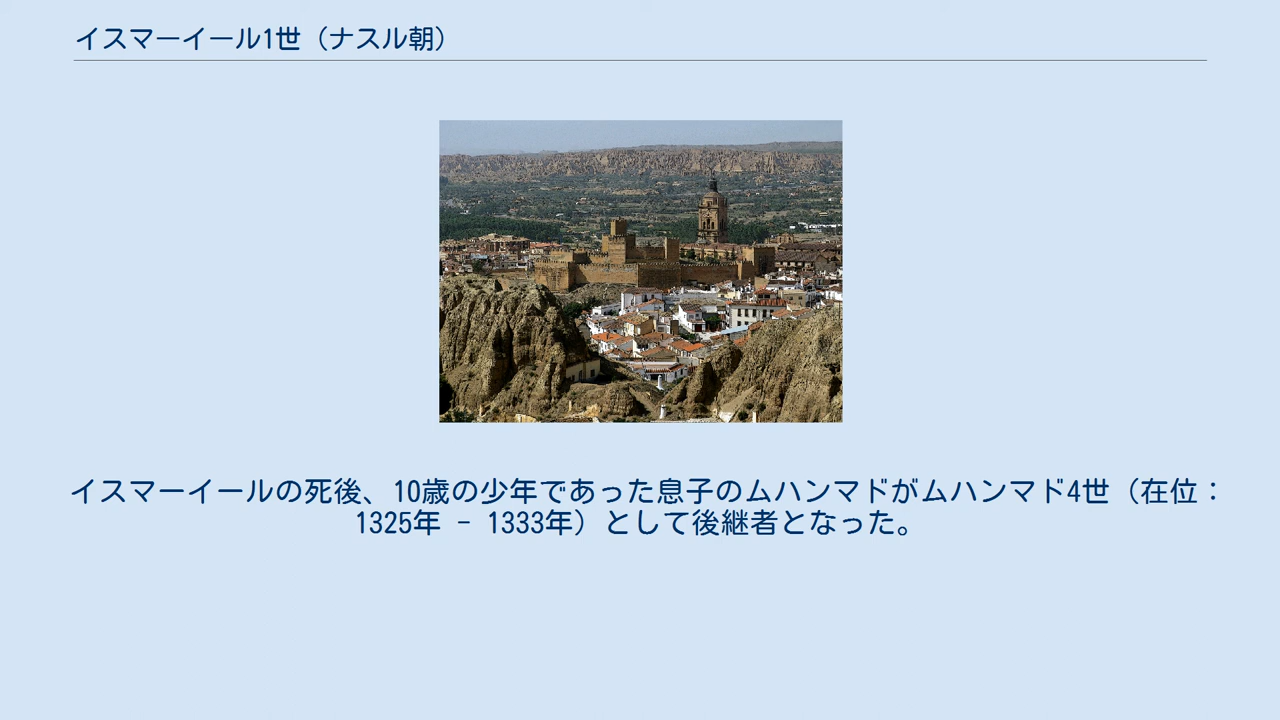 イスマーイール1世（ナスル朝）
イスマーイールの死後、10歳の少年であった息子のムハンマドがムハンマド4世（在位：
1325年 - 1333年）として後継者となった。